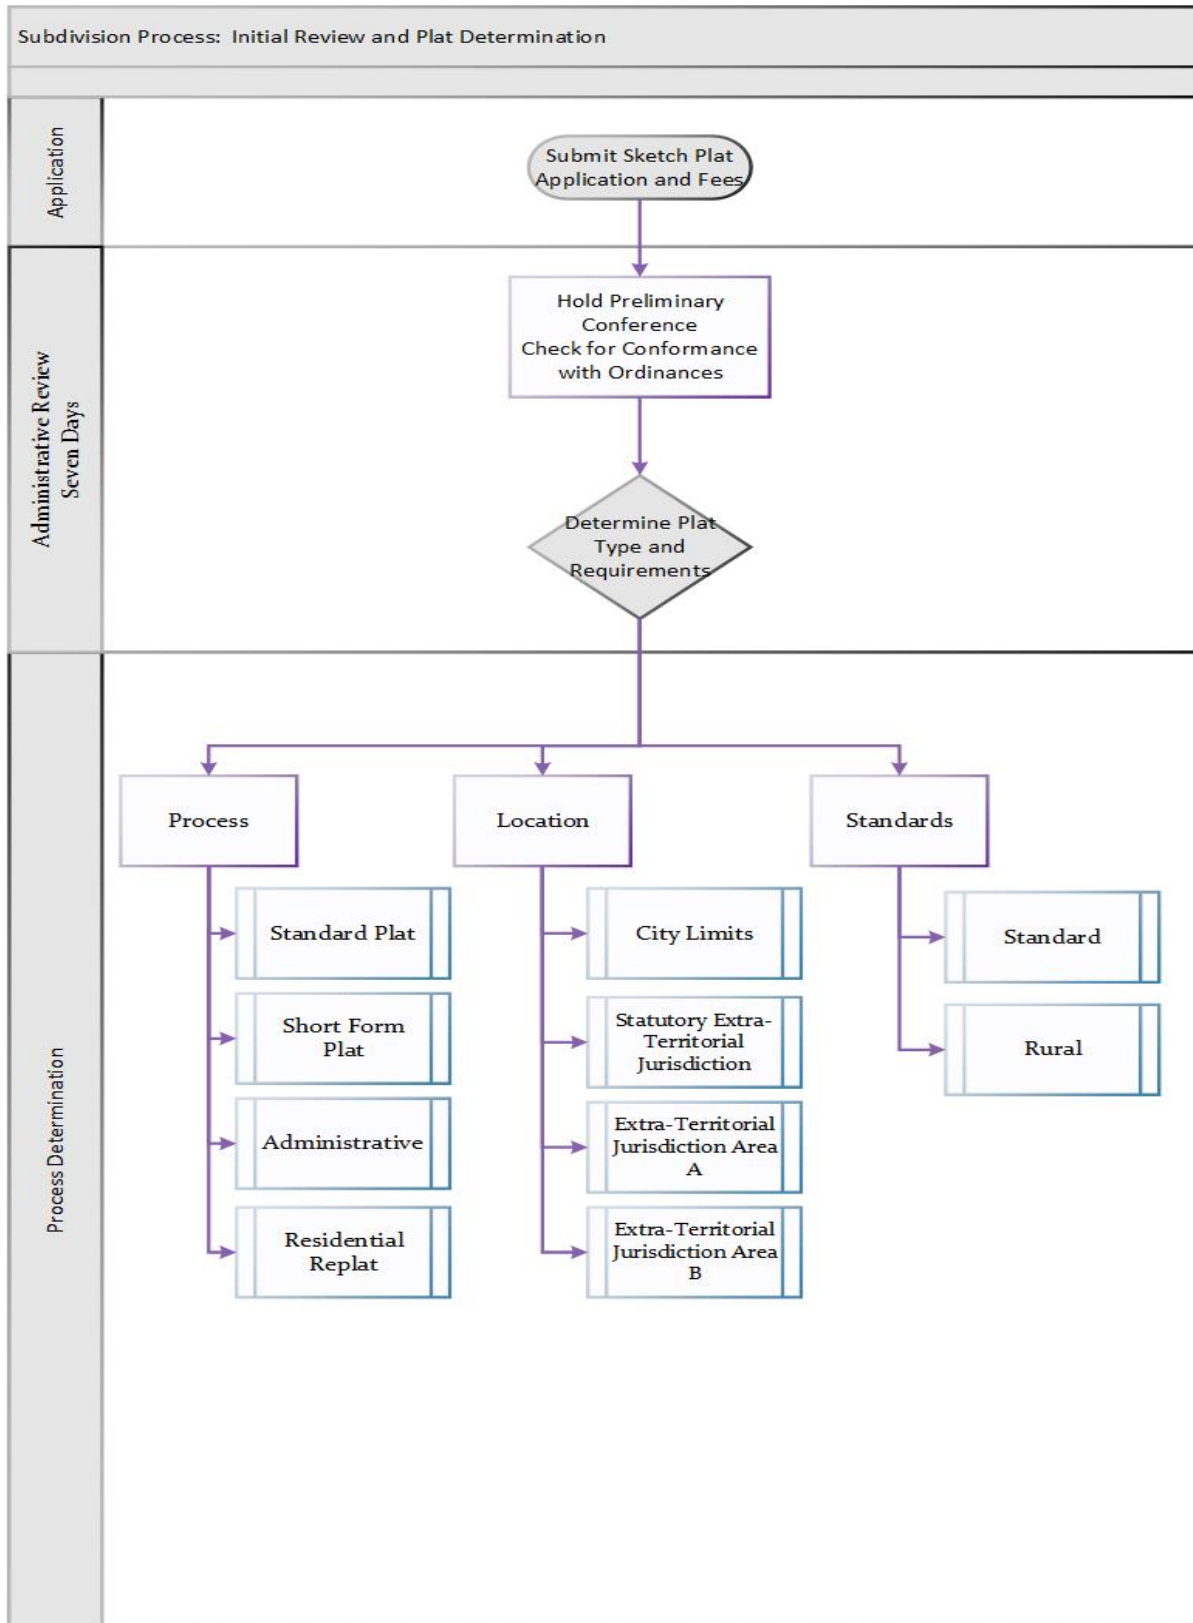 Subdivision Process: Initial Review and Plat Determination
Application
Submit Sketch Plat
Application and Fees
Administrative Review
Seven Days
Hold Preliminary
Conference
Check for Conformance
with Ordinances
Determine Plat
Type and
Requirements
Process Determination
Process
Location
Standards
Standard Plat
Short Form
Plat
Administrative
Residential
Replat
City Limits
Statutory Extra-
Territorial
Jurisdiction
Extra-Territorial
Jurisdiction Area
A
Extra-Territorial
Jurisdiction Area
B
Standard
Rural